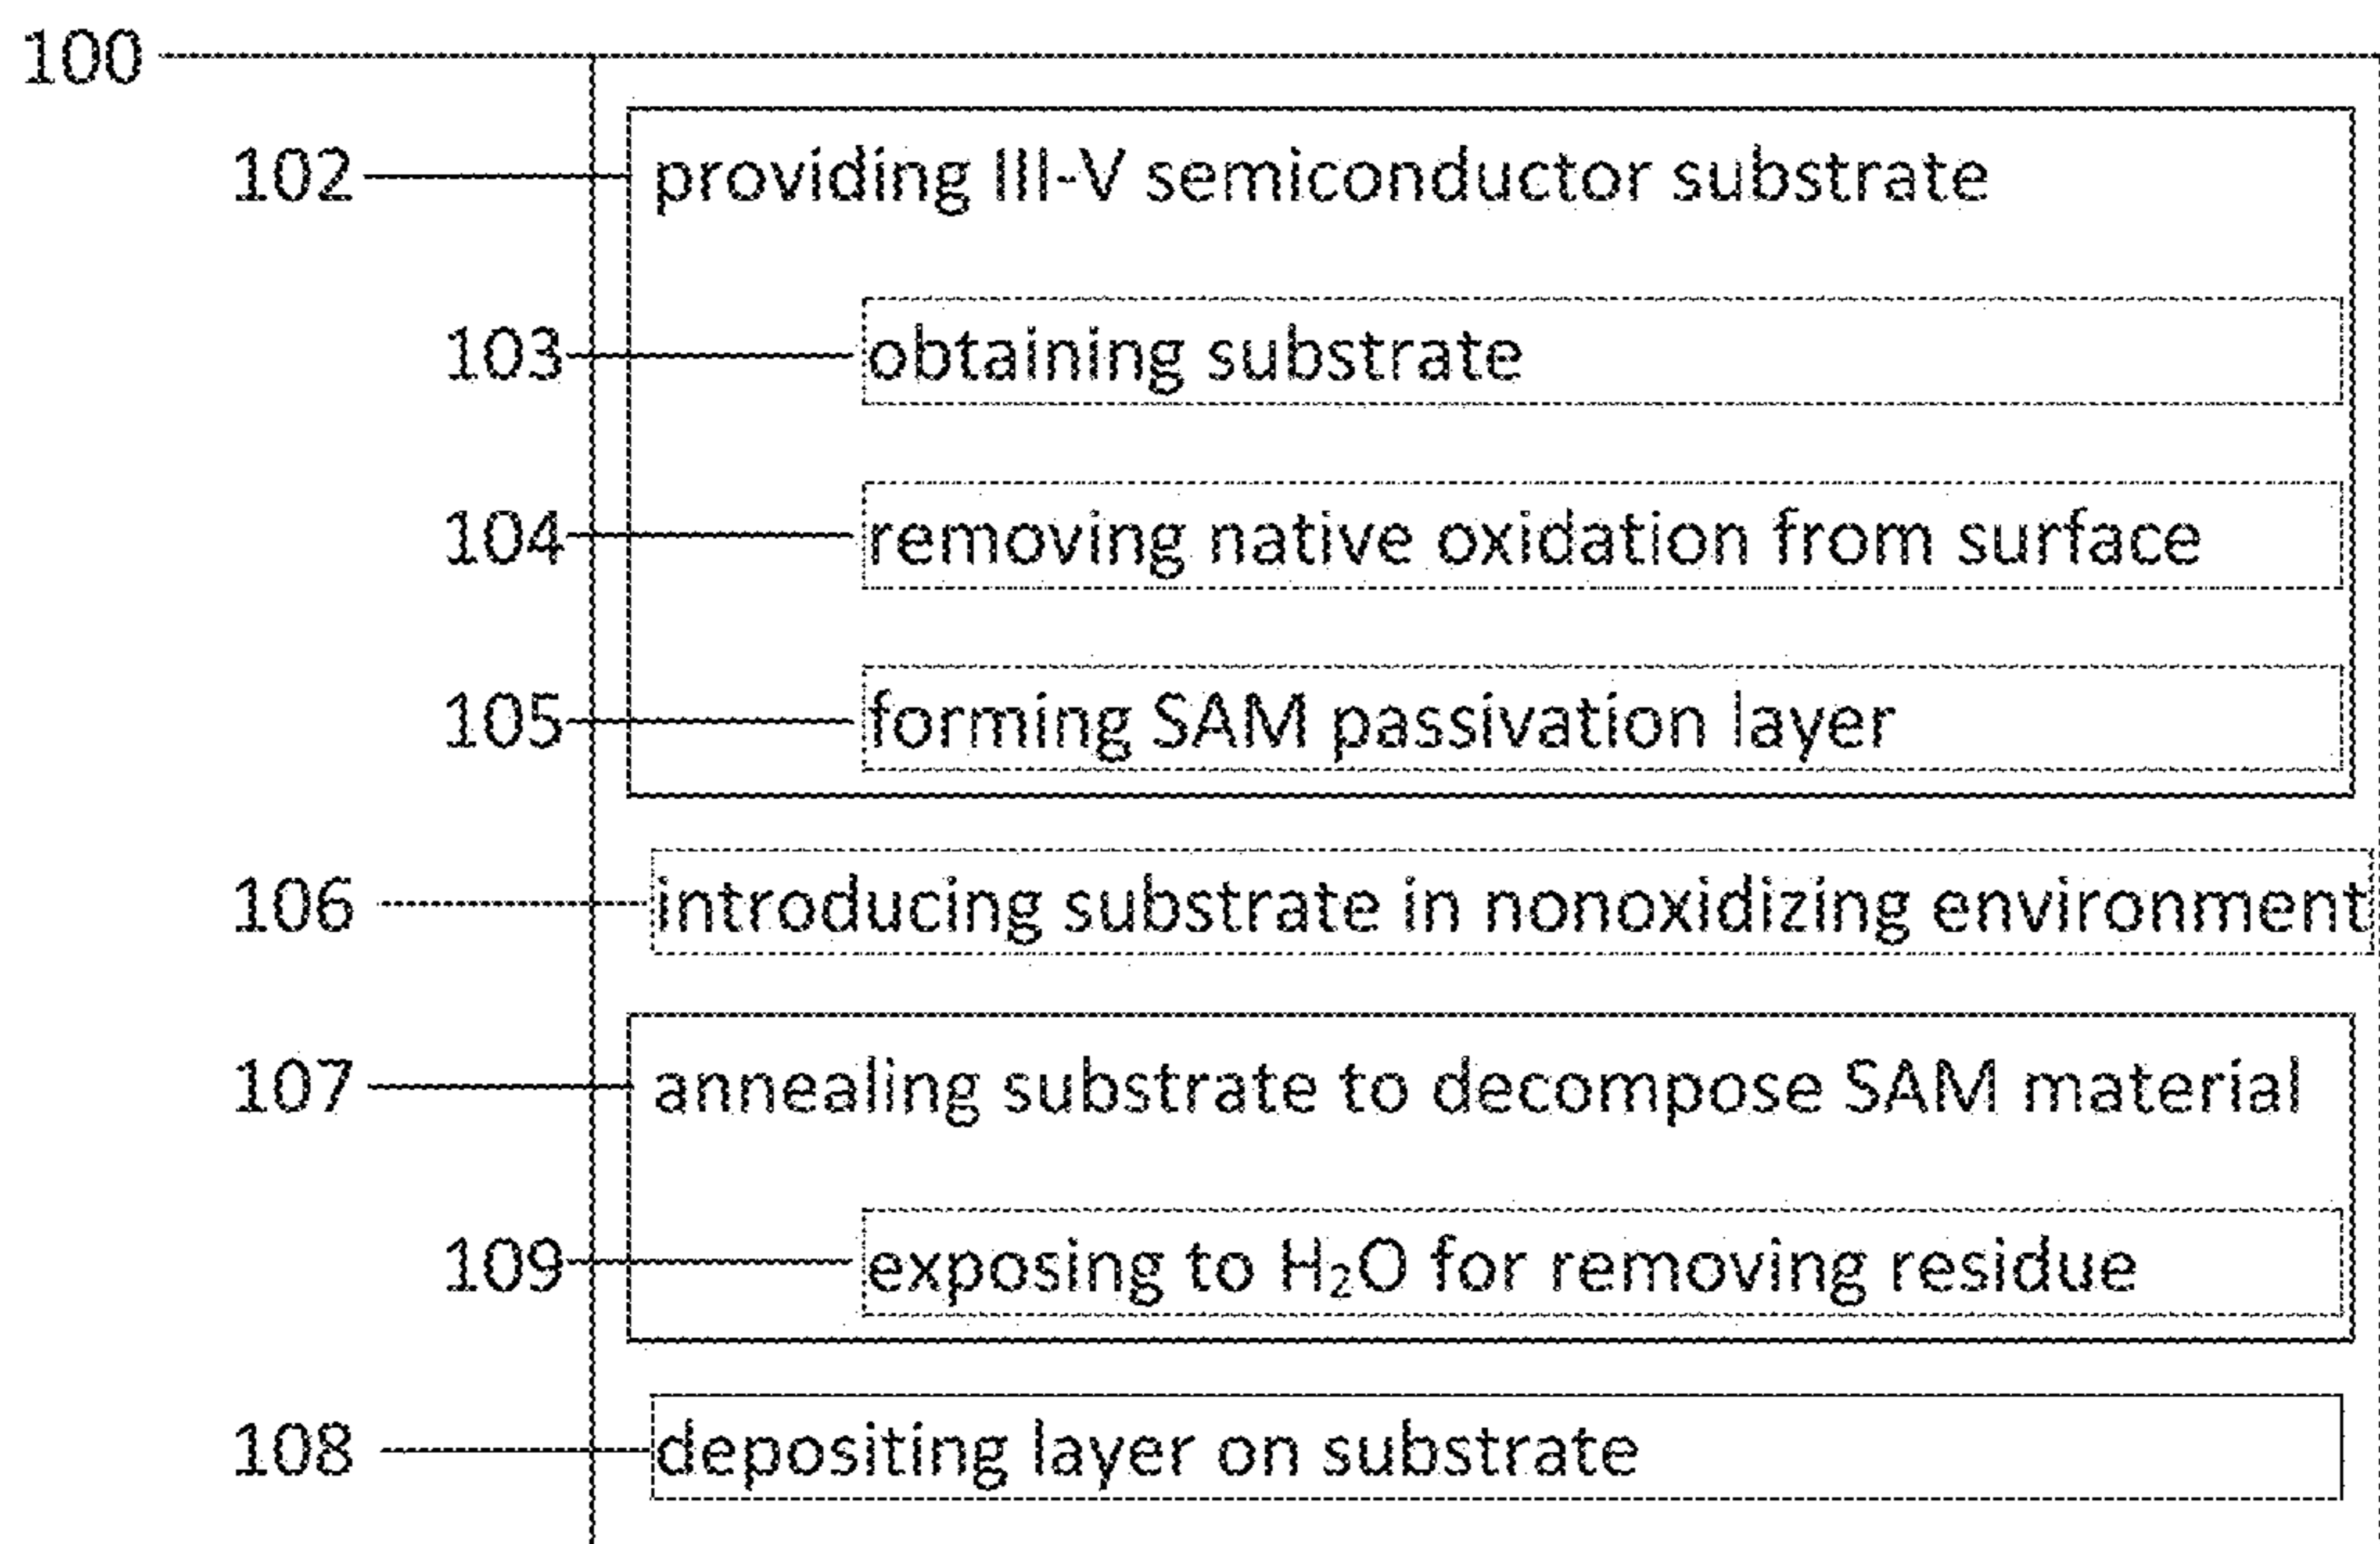 100
102 providing III-V semiconductor substrate
103 obtaining substrate
104 removing native oxidation from surface
105 forming SAM passivation layer
106 introducing substrate in nonoxidizing environment
107 annealing substrate to decompose SAM material
109 exposing to H₂O for removing residue
108 depositing layer on substrate